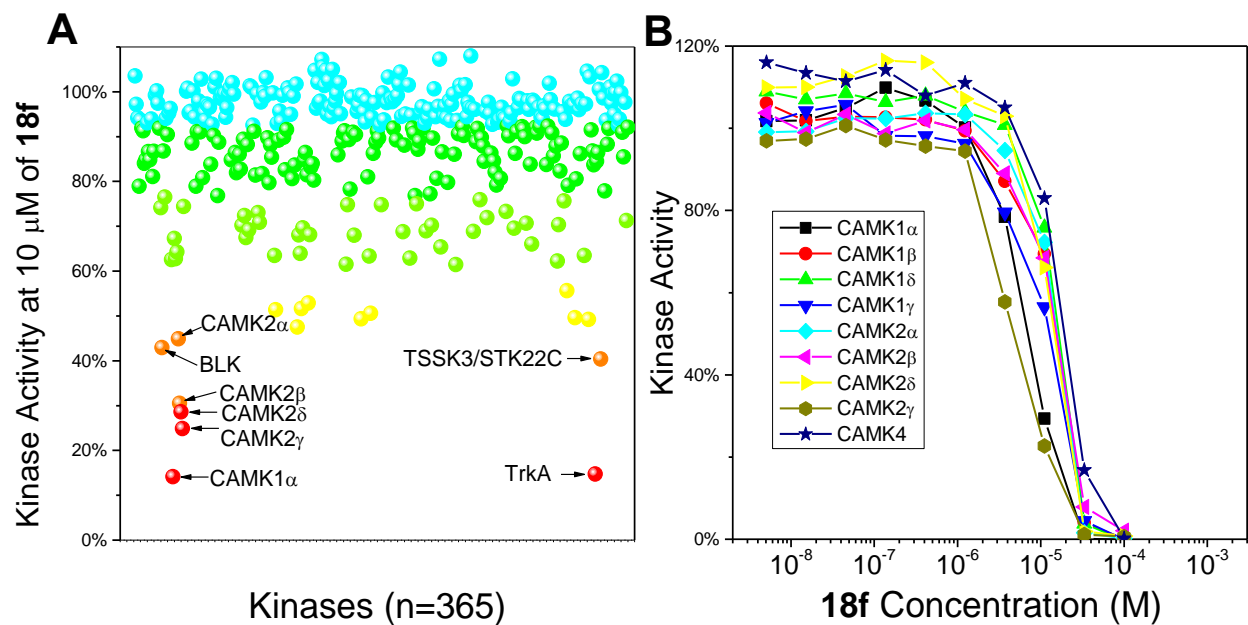 A
Kinase Activity at 10 μM of 18f
100%
80%
60%
40%
20%
0%
CAMK2α
BLK
CAMK2β
CAMK2δ
CAMK2γ
CAMK1α
TSSK3/STK22C
TrkA
Kinases (n=365)
B
Kinase Activity
120%
80%
40%
0%
CAMK1α
CAMK1β
CAMK1δ
CAMK1γ
CAMK2α
CAMK2β
CAMK2δ
CAMK2γ
CAMK4
10⁻⁸ 10⁻⁷ 10⁻⁶ 10⁻⁵ 10⁻⁴ 10⁻³
18f Concentration (M)